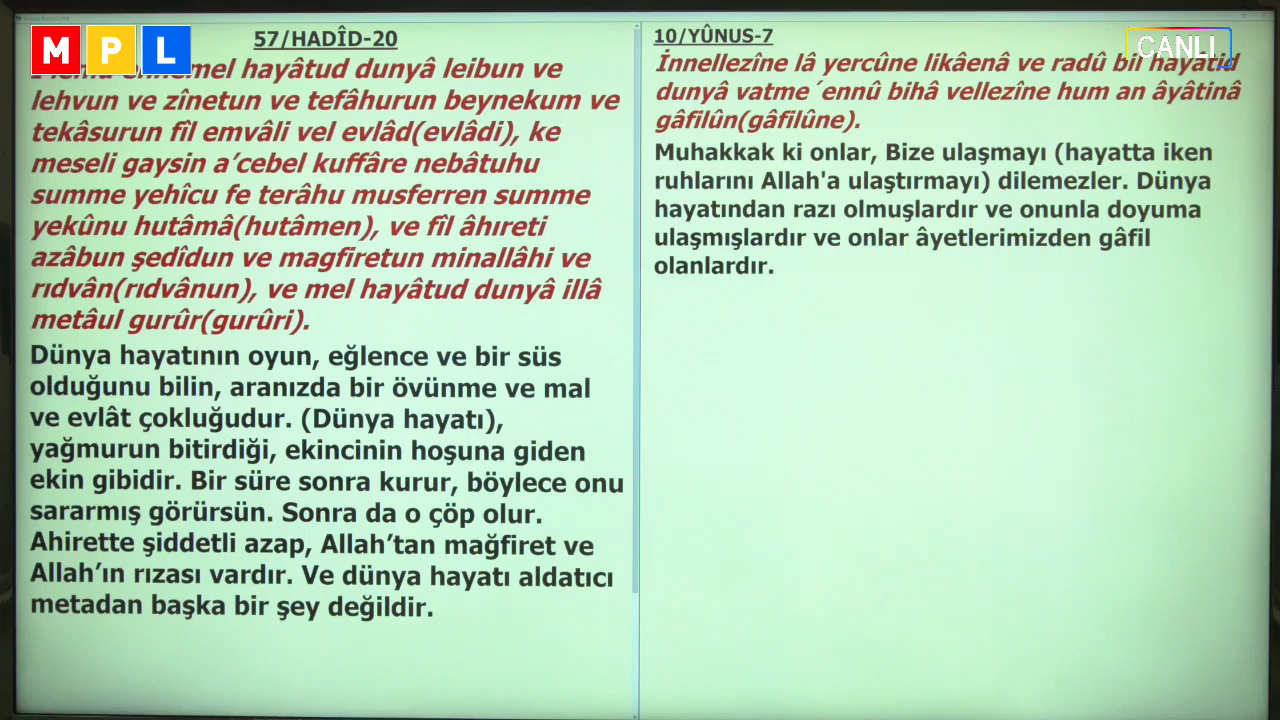 MPL
57/HADÎD-20
hayâtud dunyâ leibun ve
lehvun ve zînetun ve tefâhurun beynekum ve
tekâsurun fîl emvâli vel evlâd(evlâdi), ke
meseli gaysin a’cebel kuffâre nebâtuhu
summe yehîcu fe terâhu musferren summe
yekûnu hutâmâ(hutâmen), ve fîl âhıreti
azâbun şedîdun ve magfiretun minallâhi ve
rıdvân(rıdvânun), ve mel hayâtud dunyâ illâ
metâul gurûr(gurûri).
Dünya hayatının oyun, eğlence ve bir süs
olduğunu bilin, aranızda bir övünme ve mal
ve evlât çokluğudur. (Dünya hayatı),
yağmurun bitirdiği, ekincinin hoşuna giden
ekin gibidir. Bir süre sonra kurur, böylece onu
sararmış görürsün. Sonra da o çöp olur.
Ahirette şiddetli azap, Allah’tan mağfiret ve
Allah’ın rızası vardır. Ve dünya hayatı aldatıcı
metadan başka bir şey değildir.
10/YÛNUS-7
CANLI
İnnellezîne lâ yercûne likâenâ ve radû bil hayâtid
dunyâ vatme´ennû bihâ vellezîne hum an âyâtinâ
gâfilûn(gâfilûne).
Muhakkak ki onlar, Bize ulaşmayı (hayatta iken
ruhlarını Allah'a ulaştırmayı) dilemezler. Dünya
hayatından razı olmuşlardır ve onunla doyuma
ulaşmışlardır ve onlar âyetlerimizden gâfil
olanlardır.